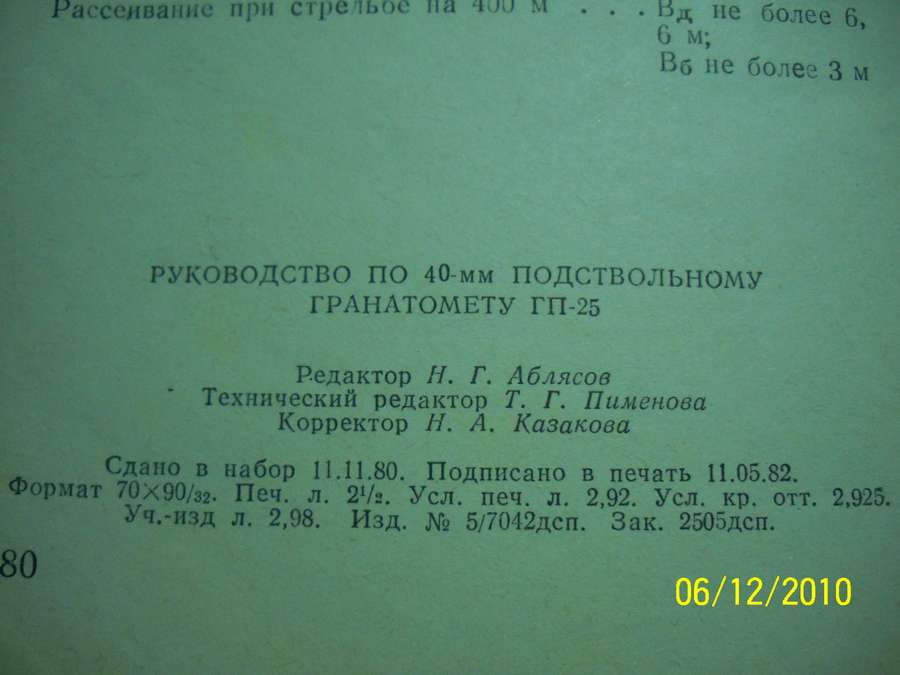 Рассеивание при стрельбе на 400 м . . . Вд не более 6,
6 м;
Вб не более 3 м
РУКОВОДСТВО ПО 40-мм ПОДСТВОЛЬНОМУ
ГРАНАТОМЕТУ ГП-25
Редактор Н. Г. Аблясов
Технический редактор Т. Г. Пименова
Корректор Н. А. Казакова
Сдано в набор 11.11.80. Подписано в печать 11.05.82.
Формат 70×90/32. Печ. л. 2¹/₂. Усл. печ. л. 2,92. Усл. кр. отт. 2,925.
Уч.-изд л. 2,98. Изд. № 5/7042дсп. Зак. 2505дсп.
80
06/12/2010